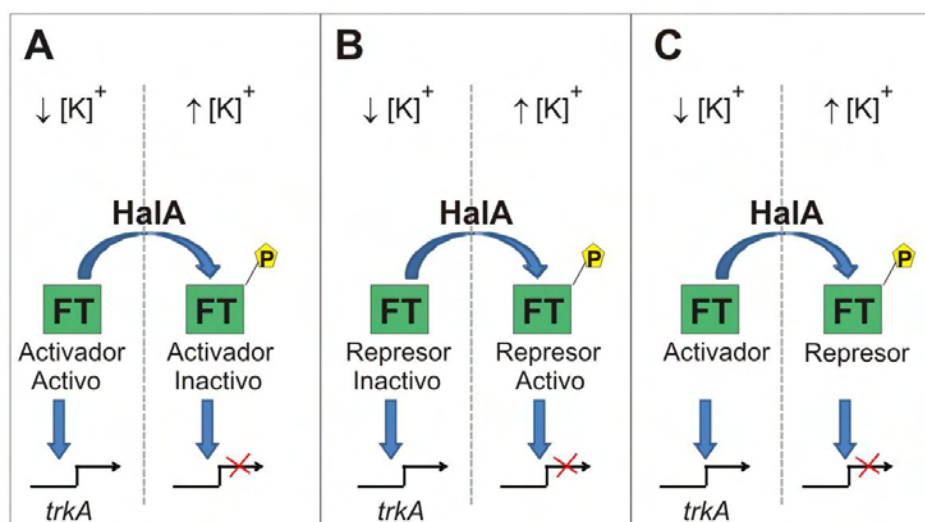 A
↓ [K]+
↑ [K]+
HalA
P
FT
FT
Activador
Activo
Activador
Inactivo
trkA
B
↓ [K]+
↑ [K]+
HalA
P
FT
FT
Represor
Inactivo
Represor
Activo
trkA
C
↓ [K]+
↑ [K]+
HalA
P
FT
FT
Activador
Represor
trkA